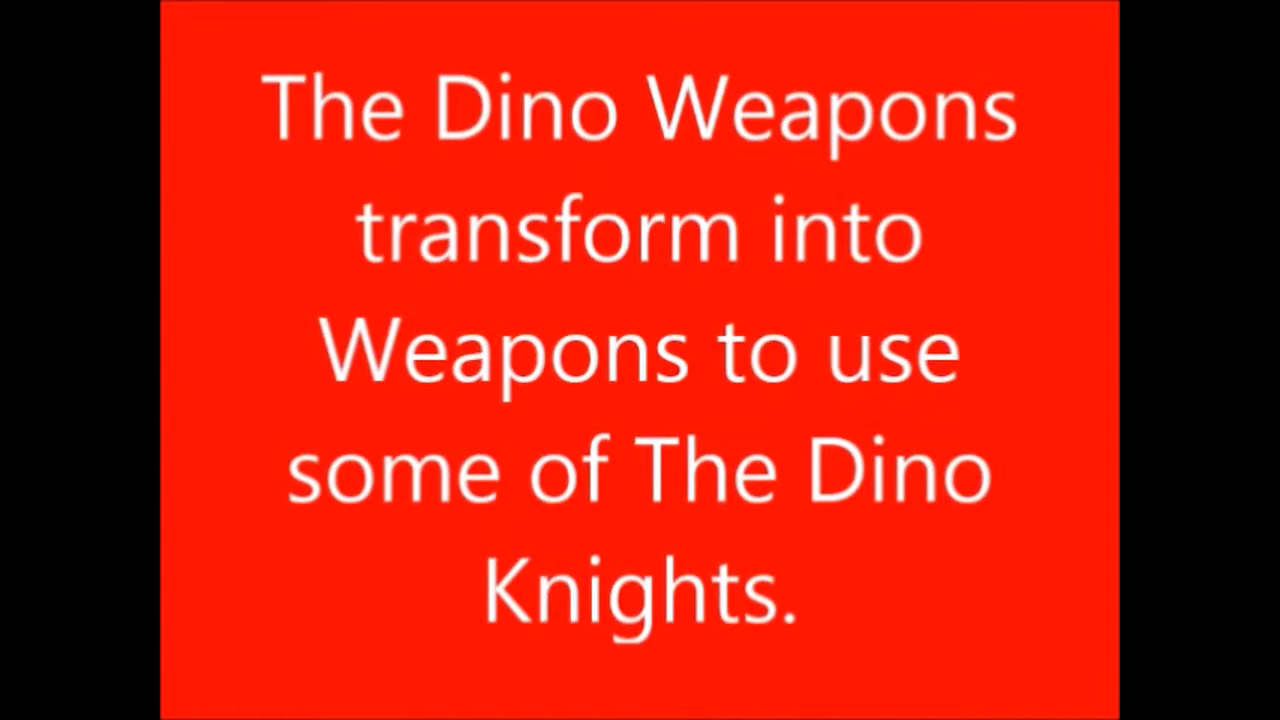 The Dino Weapons
transform into
Weapons to use
some of The Dino
Knights.